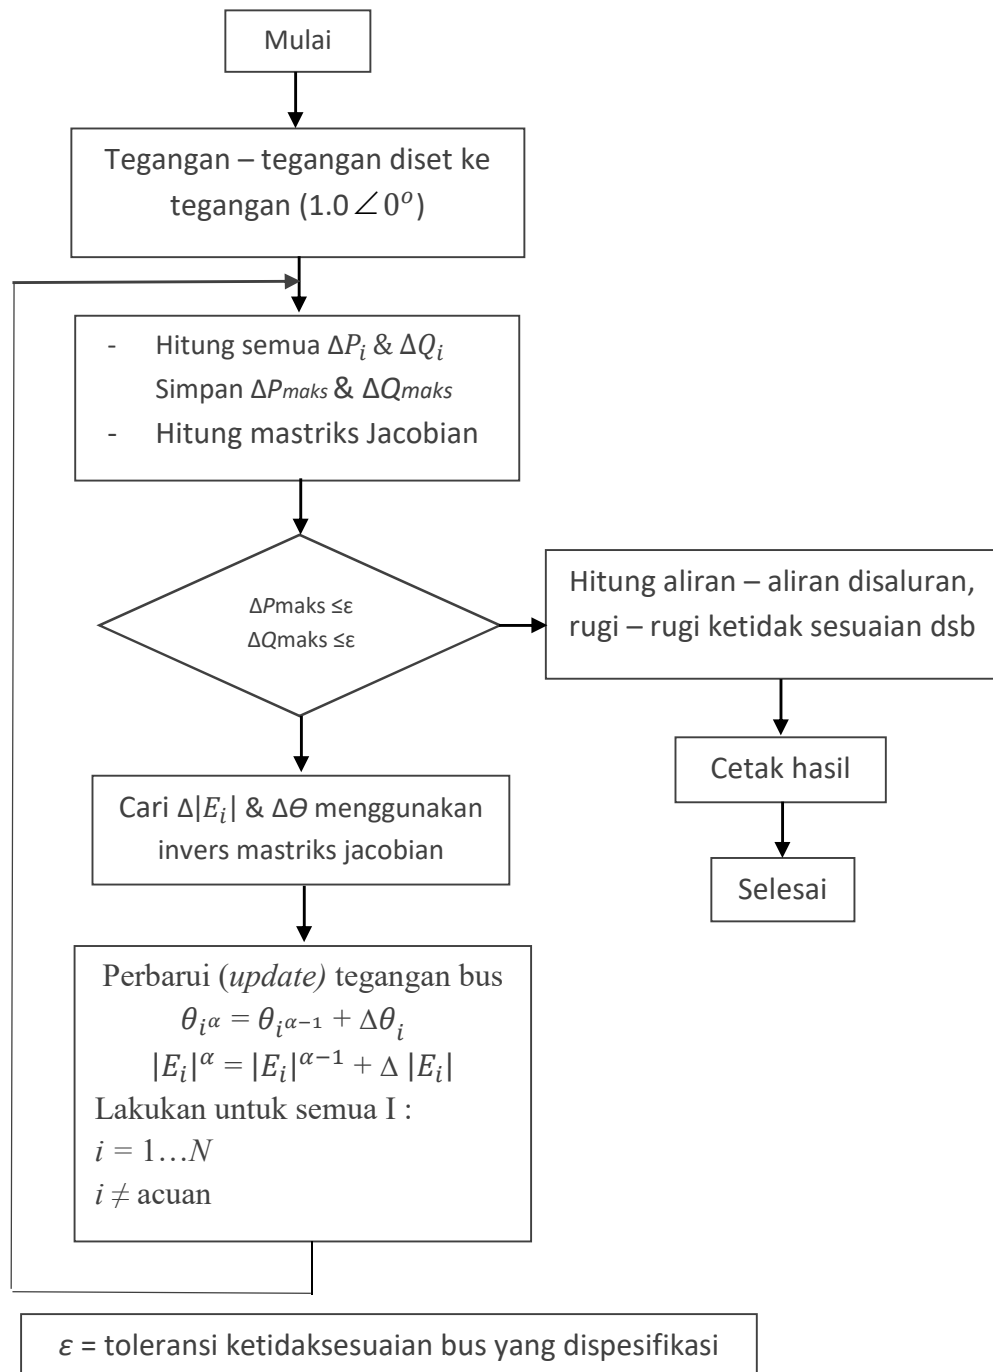 Mulai
Tegangan – tegangan diset ke
tegangan (1.0∠0°)
- Hitung semua ΔPᵢ & ΔQᵢ
Simpan ΔPmaks & ΔQmaks
- Hitung mastriks Jacobian
ΔPmaks ≤ε
ΔQmaks ≤ε
Hitung aliran – aliran disaluran,
rugi – rugi ketidak sesuaian dsb
Cetak hasil
Selesai
Cari Δ|Eᵢ| & ΔΘ menggunakan
invers mastriks jacobian
Perbarui (update) tegangan bus
θ_{i^α} = θ_{i^{α−1}} + Δθᵢ
|Eᵢ|^α = |Eᵢ|^{α−1} + Δ |Eᵢ|
Lakukan untuk semua I :
i = 1…N
i ≠ acuan
ε = toleransi ketidaksesuaian bus yang dispesifikasi